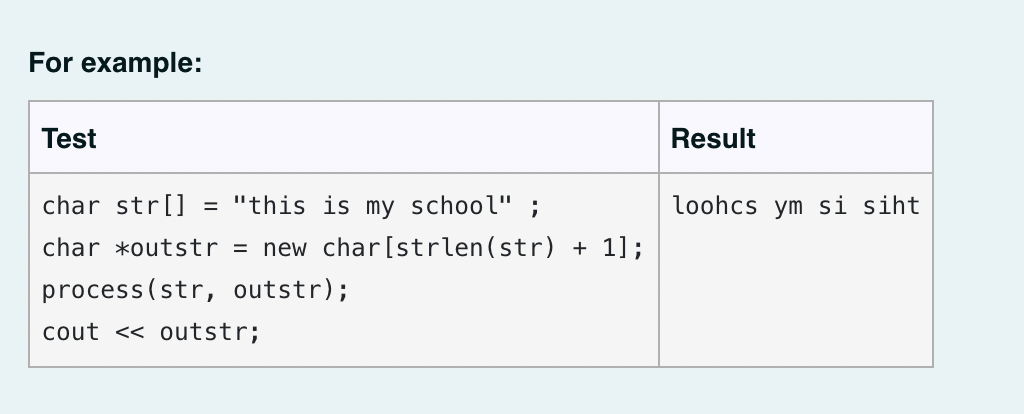 For example:
Test
Result
char str[] = "this is my school" ;
loohcs ym si siht
char *outstr = new char[strlen(str) + 1];
process(str, outstr);
cout << outstr;